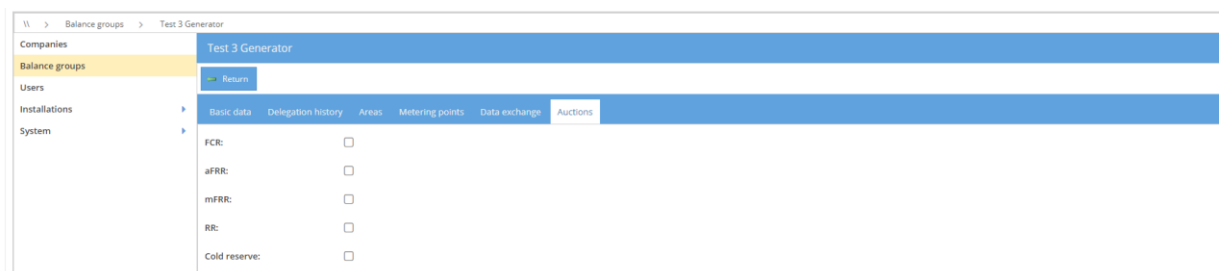 \\ > Balance groups > Test 3 Generator
Companies
Balance groups
Users
Installations
System
Test 3 Generator
Return
Basic data Delegation history Areas Metering points Data exchange Auctions
FCR:
aFRR:
mFRR:
RR:
Cold reserve: